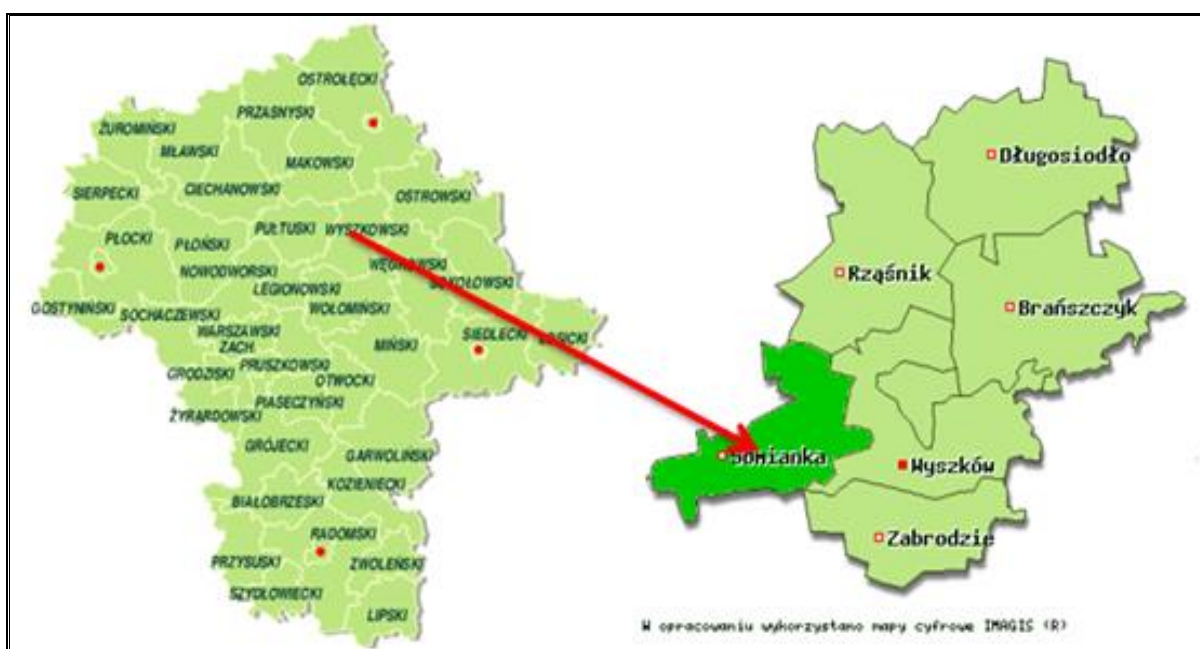 OSTROŁĘCKI
PRZASNYSKI
ŻUROMIŃSKI
MŁAWSKI
MAKOWSKI
SIERPECKI
CIECHANOWSKI
OSTROWSKI
PŁOCKI
PŁOŃSKI
PUŁTUSKI
WYSZKOWSKI
NOWODWORSKI
WĘGROWSKI
SOKOŁOWSKI
LEGIONOWSKI
GOSTYNIŃSKI
SOCHACZEWSKI
WOŁOMIŃSKI
WARSZAWSKI
ZACH.
MIŃSKI
SIEDLECKI
PRUSZKOWSKI
GRODZISKI
OTWOCKI
PIASECZYŃSKI
ŻYRARDOWSKI
GRÓJECKI
GARWOLIŃSKI
KOZIENICKI
BIAŁOBRZESKI
RADOMSKI
PRZYSUSKI
ZWOLEŃSKI
SZYDŁOWIECKI
LIPSKI
Długosiodło
Rząśnik
Brańszczyk
Somianka
Wyszków
Zabrodzie
W opracowaniu wykorzystano mapy cyfrowe IMAGIS (R)